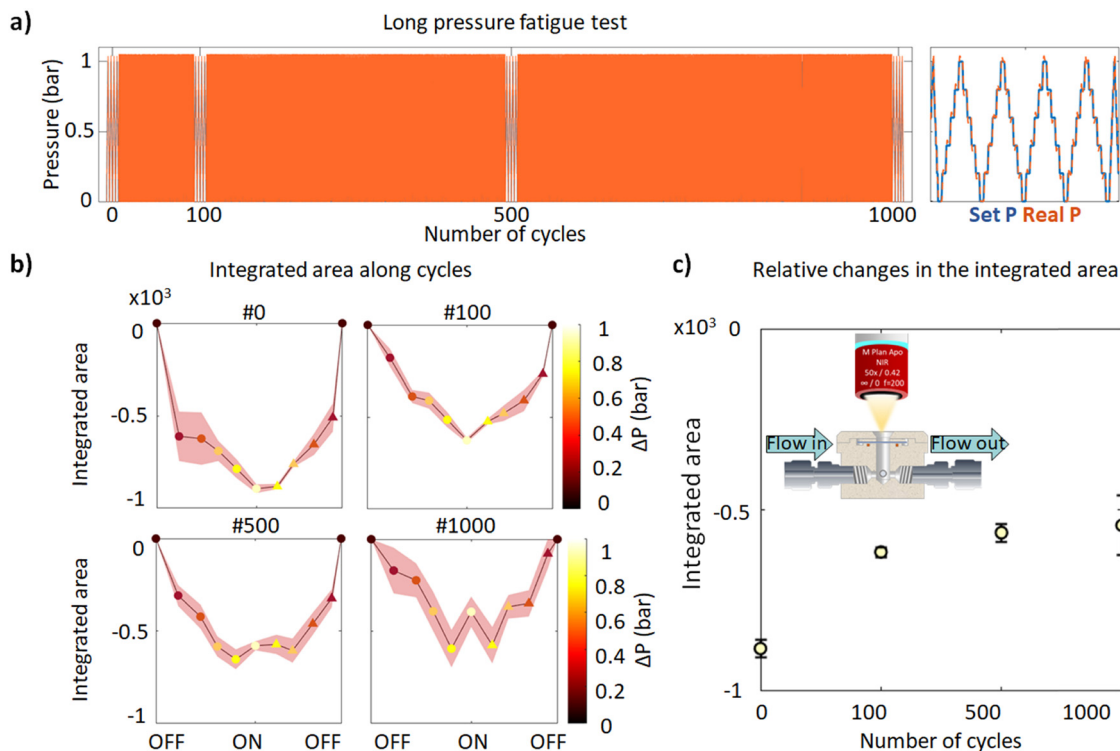 a)
Long pressure fatigue test
Pressure (bar)
1
0.5
0
0 100 500 1000
Number of cycles
Set P Real P
b)
Integrated area along cycles
x10³
#0 #100
Integrated area
0
-0.5
-1
ΔP (bar)
1
0.8
0.6
0.4
0.2
0
#500 #1000
Integrated area
0
-0.5
-1
ΔP (bar)
1
0.8
0.6
0.4
0.2
0
OFF ON OFF OFF ON OFF
c)
Relative changes in the integrated area
x10³
Integrated area
0
-0.5
-1
M Plan Apo
NIR
50x / 0.42
∞ / 0 f=200
Flow in Flow out
0 100 500 1000
Number of cycles